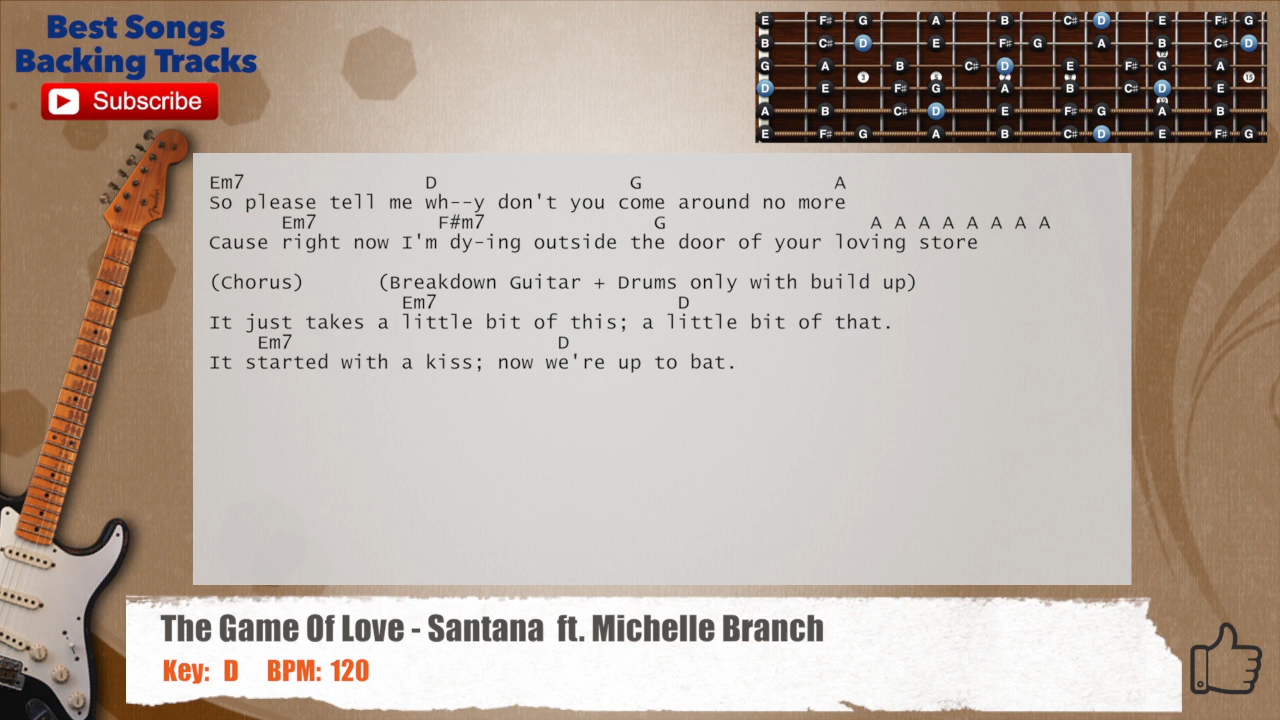 Best Songs
Backing Tracks
Subscribe
E F# G A B C# D E F# G
B C# D E F# G A B C# D
G A B C# D E F# G A
D E F# G A B C# D E
A B C# D E F# G A B
E F# G A B C# D E F# G
Em7 D G A
So please tell me wh--y don't you come around no more
Em7 F#m7 G A A A A A A A A
Cause right now I'm dy-ing outside the door of your loving store
(Chorus) (Breakdown Guitar + Drums only with build up)
Em7 D
It just takes a little bit of this; a little bit of that.
Em7 D
It started with a kiss; now we're up to bat.
The Game Of Love - Santana ft. Michelle Branch
Key: D BPM: 120